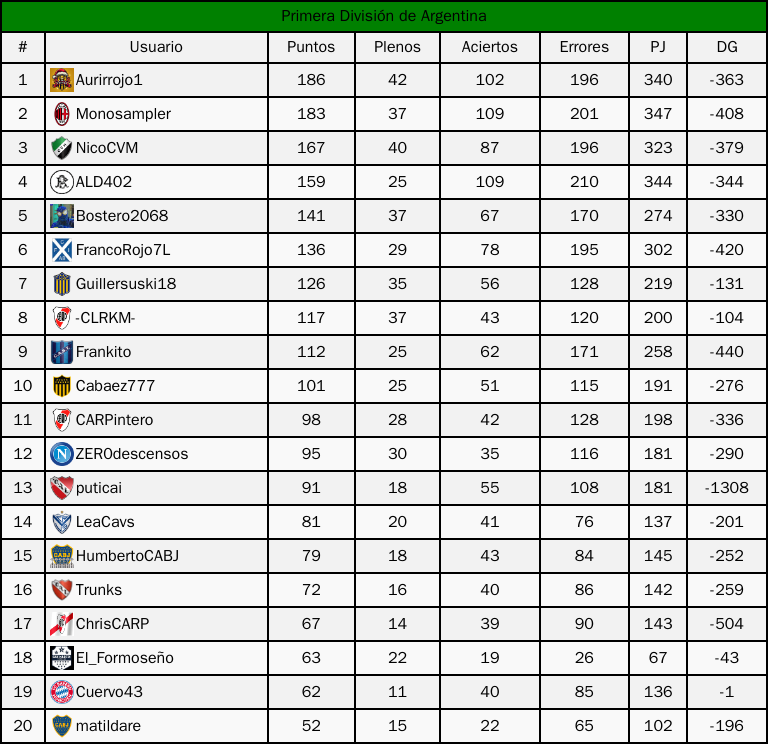 Primera División de Argentina
# Usuario Puntos Plenos Aciertos Errores PJ DG
1 Aurirrojo1 186 42 102 196 340 -363
2 Monosampler 183 37 109 201 347 -408
3 NicoCVM 167 40 87 196 323 -379
4 ALD402 159 25 109 210 344 -344
5 Bostero2068 141 37 67 170 274 -330
6 FrancoRojo7L 136 29 78 195 302 -420
7 Guillersuski18 126 35 56 128 219 -131
8 -CLRKM- 117 37 43 120 200 -104
9 Frankito 112 25 62 171 258 -440
10 Cabaez777 101 25 51 115 191 -276
11 CARPintero 98 28 42 128 198 -336
12 ZEROdescensos 95 30 35 116 181 -290
13 puticai 91 18 55 108 181 -1308
14 LeaCavs 81 20 41 76 137 -201
15 HumbertoCABJ 79 18 43 84 145 -252
16 Trunks 72 16 40 86 142 -259
17 ChrisCARP 67 14 39 90 143 -504
18 El_Formoseño 63 22 19 26 67 -43
19 Cuervo43 62 11 40 85 136 -1
20 matildare 52 15 22 65 102 -196